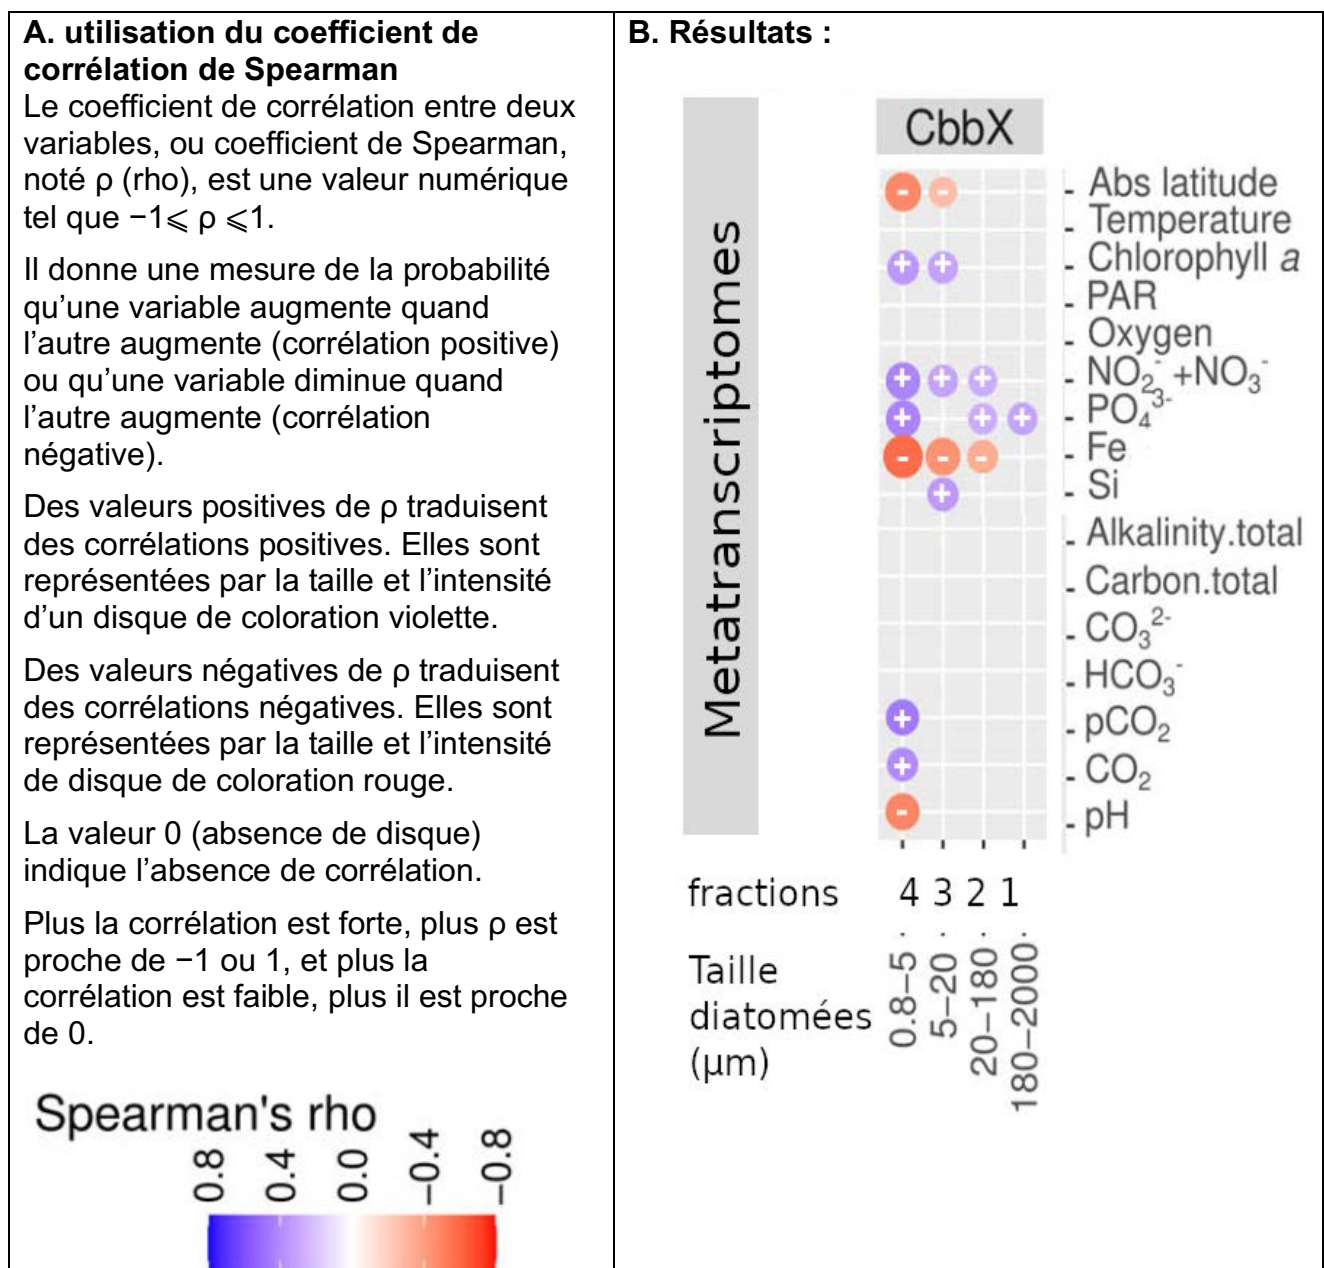 A. utilisation du coefficient de
corrélation de Spearman
Le coefficient de corrélation entre deux
variables, ou coefficient de Spearman,
noté ρ (rho), est une valeur numérique
tel que −1⩽ ρ ⩽1.
Il donne une mesure de la probabilité
qu’une variable augmente quand
l’autre augmente (corrélation positive)
ou qu’une variable diminue quand
l’autre augmente (corrélation
négative).
Des valeurs positives de ρ traduisent
des corrélations positives. Elles sont
représentées par la taille et l’intensité
d’un disque de coloration violette.
Des valeurs négatives de ρ traduisent
des corrélations négatives. Elles sont
représentées par la taille et l’intensité
de disque de coloration rouge.
La valeur 0 (absence de disque)
indique l’absence de corrélation.
Plus la corrélation est forte, plus ρ est
proche de −1 ou 1, et plus la
corrélation est faible, plus il est proche
de 0.
Spearman's rho
0.8 0.4 0.0 −0.4 −0.8
B. Résultats :
CbbX
Metatranscriptomes
- - Abs latitude
Temperature
+ + Chlorophyll a
PAR
Oxygen
+ + + NO₂⁻ +NO₃⁻
+ + + PO₄³⁻
- - - Fe
+ Si
Alkalinity.total
Carbon.total
CO₃²⁻
HCO₃⁻
+ pCO₂
+ CO₂
- pH
fractions 4 3 2 1
Taille
diatomées
(µm)
0.8−5
5−20
20−180
180−2000